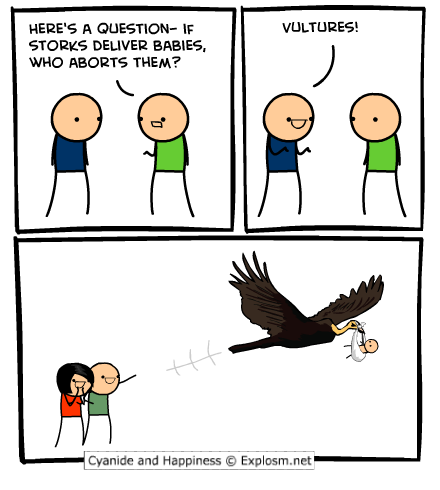 HERE'S A QUESTION- IF
STORKS DELIVER BABIES,
WHO ABORTS THEM?
VULTURES!
Cyanide and Happiness © Explosm.net